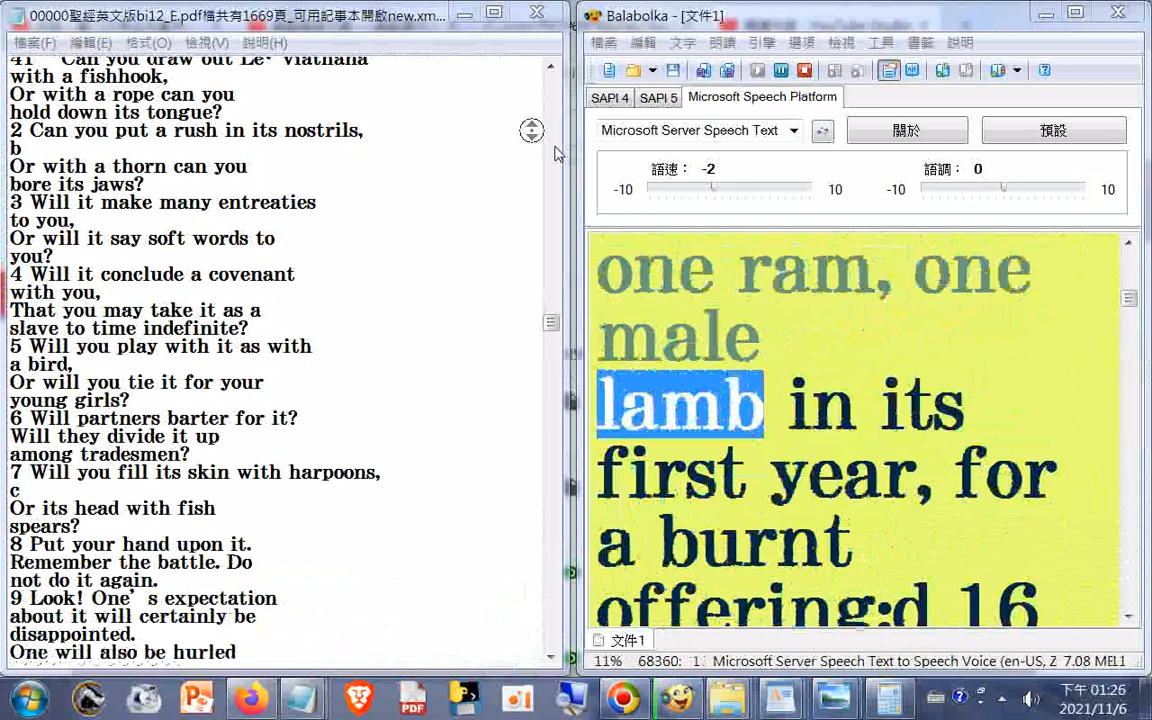 00000聖經英文版bi12_E.pdf檔共有1669頁_可用記事本開啟new.xm...
檔案(F) 編輯(E) 格式(O) 檢視(V) 說明(H)
41 Can you draw out Le· viathana
with a fishhook,
Or with a rope can you
hold down its tongue?
2 Can you put a rush in its nostrils,
b
Or with a thorn can you
bore its jaws?
3 Will it make many entreaties
to you,
Or will it say soft words to
you?
4 Will it conclude a covenant
with you,
That you may take it as a
slave to time indefinite?
5 Will you play with it as with
a bird,
Or will you tie it for your
young girls?
6 Will partners barter for it?
Will they divide it up
among tradesmen?
7 Will you fill its skin with harpoons,
c
Or its head with fish
spears?
8 Put your hand upon it.
Remember the battle. Do
not do it again.
9 Look! One’s expectation
about it will certainly be
disappointed.
One will also be hurled
Balabolka - [文件1]
檔案 編輯 文字 朗讀 引擎 選項 檢視 工具 書籤 說明
SAPI 4 SAPI 5 Microsoft Speech Platform
Microsoft Server Speech Text 關於 預設
語速： -2 語調： 0
-10 10 -10 10
one ram, one
male
lamb in its
first year, for
a burnt
offering;d 16
文件1
11% 68360: Microsoft Server Speech Text to Speech Voice (en-US, Z 7.08 MEL1
下午 01:26
2021/11/6